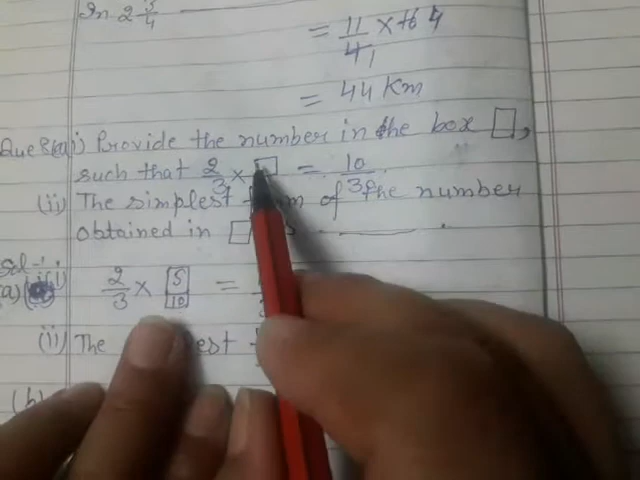 In 2 3/4
= 11/4 × 16 4
1
= 44 Km
Que 8(a)(i) Provide the number in the box □,
such that 2/3 × □ = 10/30
(ii) The simplest of the number
obtained in □
Sol-
(a) (i) 2/3 × 5/10 =
(ii) The
(b)